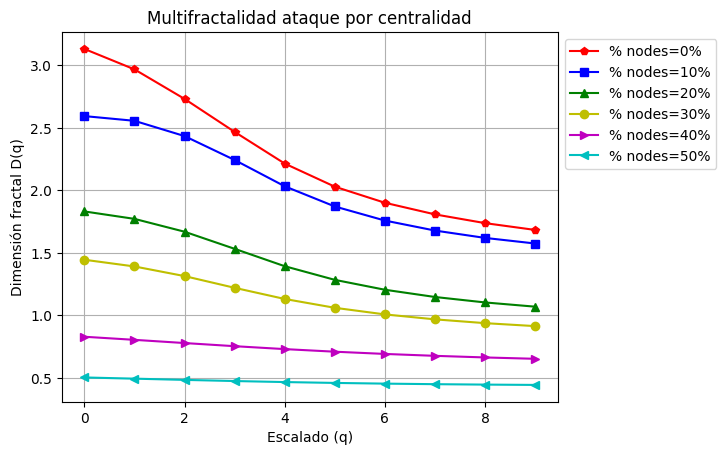 Multifractalidad ataque por centralidad
Dimensión fractal D(q)
3.0
2.5
2.0
1.5
1.0
0.5
0 2 4 6 8
Escalado (q)
% nodes=0%
% nodes=10%
% nodes=20%
% nodes=30%
% nodes=40%
% nodes=50%